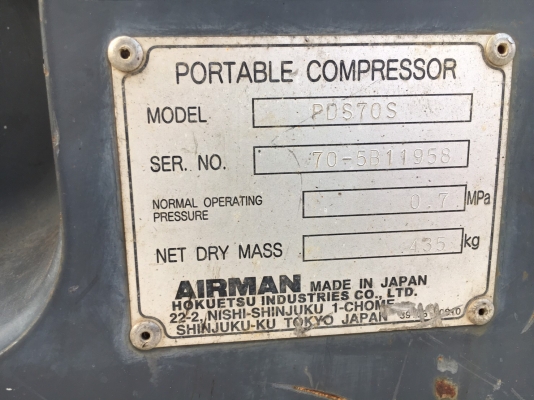 PORTABLE COMPRESSOR
MODEL PDS70S
SER. NO. 70-5B11958
NORMAL OPERATING
PRESSURE 0.7 MPa
NET DRY MASS 435 kg
AIRMAN MADE IN JAPAN
HOKUETSU INDUSTRIES CO., LTD.
22-2, NISHI-SHINJUKU 1-CHOME
SHINJUKU-KU TOKYO JAPAN